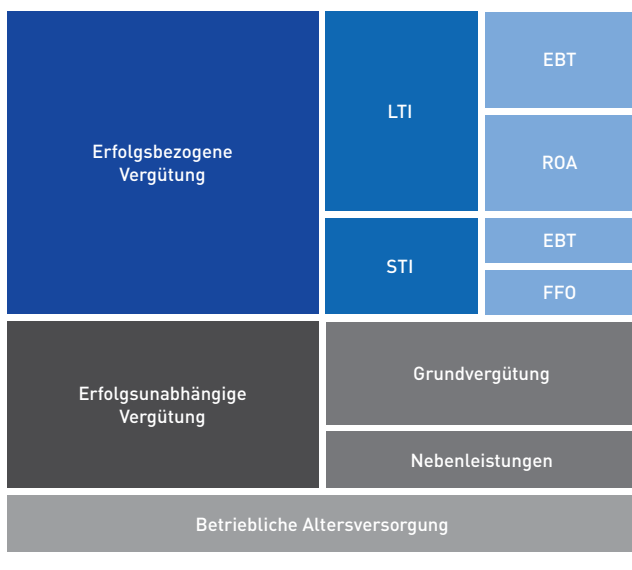 Erfolgsbezogene
Vergütung
LTI
EBT
ROA
STI
EBT
FFO
Erfolgsunabhängige
Vergütung
Grundvergütung
Nebenleistungen
Betriebliche Altersversorgung